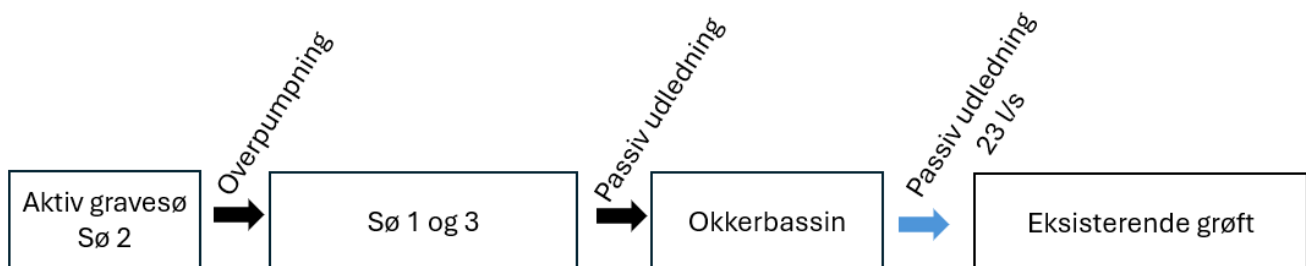 Aktiv gravesø
Sø 2
Overpumpning
Sø 1 og 3
Passiv udledning
Okkerbassin
Passiv udledning
23 l/s
Eksisterende grøft